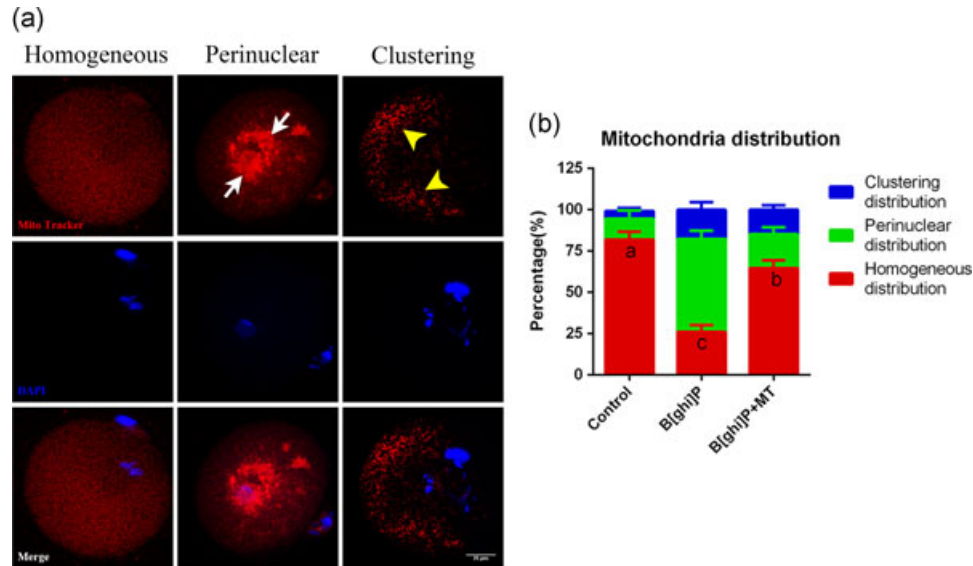 (a)
Homogeneous Perinuclear Clustering
Mito Tracker
DAPI
Merge
(b)
Mitochondria distribution
Percentage(%)
125
100
75
50
25
0
a
c
b
Control
B[ghi]P
B[ghi]P+MT
Clustering
distribution
Perinuclear
distribution
Homogeneous
distribution